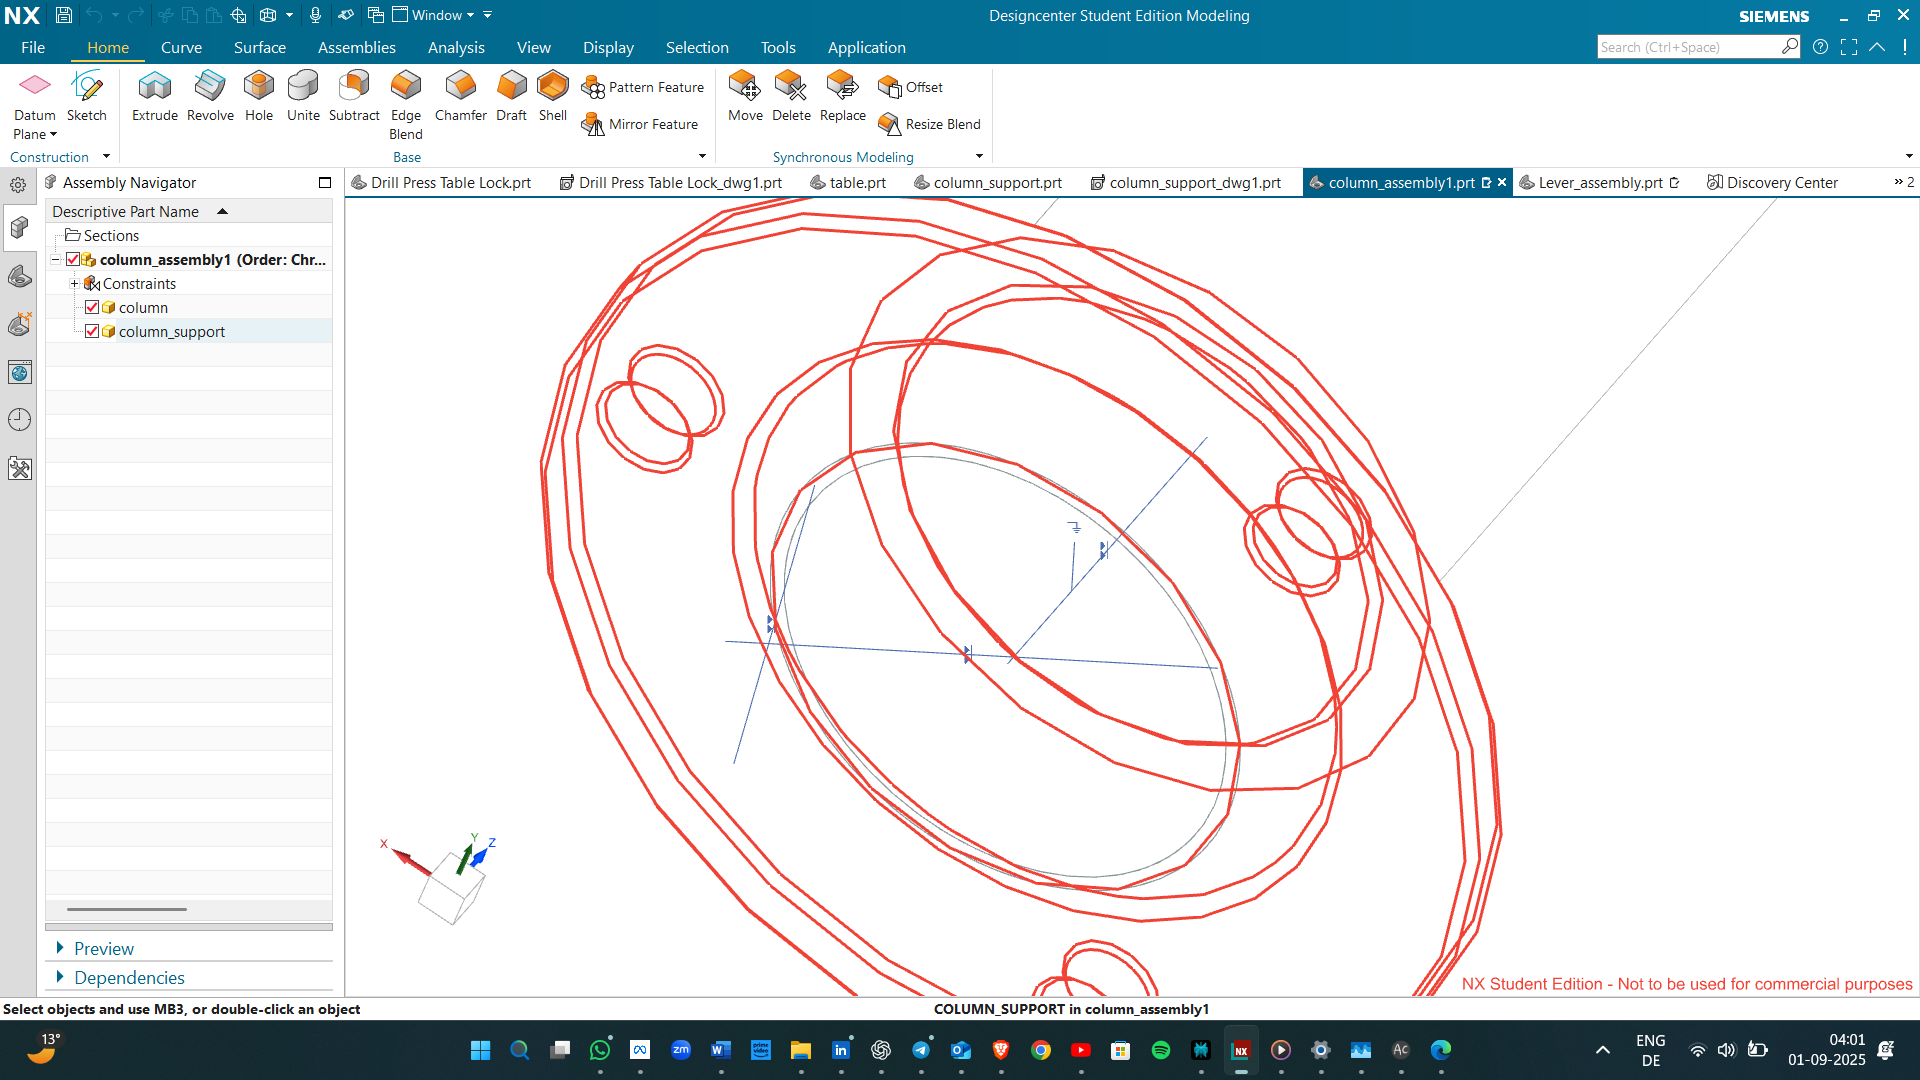 NX
Window
Designcenter Student Edition Modeling
SIEMENS
File
Home
Curve
Surface
Assemblies
Analysis
View
Display
Selection
Tools
Application
Search (Ctrl+Space)
Datum Plane
Sketch
Extrude
Revolve
Hole
Unite
Subtract
Edge Blend
Chamfer
Draft
Shell
Pattern Feature
Mirror Feature
Move
Delete
Replace
Offset
Resize Blend
Construction
Base
Synchronous Modeling
Assembly Navigator
Drill Press Table Lock.prt
Drill Press Table Lock_dwg1.prt
table.prt
column_support.prt
column_support_dwg1.prt
column_assembly1.prt
Lever_assembly.prt
Discovery Center
2
Descriptive Part Name
Sections
column_assembly1 (Order: Chr...
Constraints
column
column_support
X
Y
Z
Preview
Dependencies
NX Student Edition - Not to be used for commercial purposes
Select objects and use MB3, or double-click an object
COLUMN_SUPPORT in column_assembly1
13°
zm
prime video
NX
Ac
ENG
DE
04:01
01-09-2025